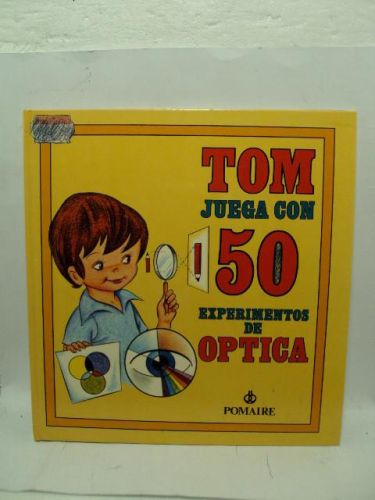 TOM
JUEGA CON
50
EXPERIMENTOS
DE
OPTICA
POMAIRE